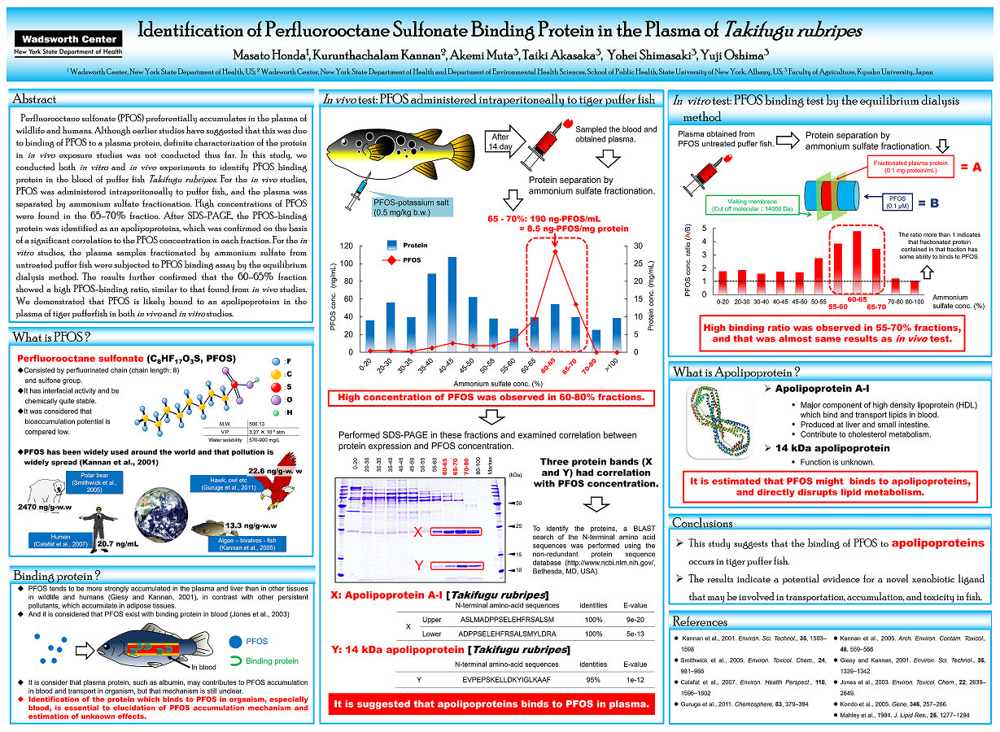 Identification of Perfluorooctane Sulfonate Binding Protein in the Plasma of Takifugu rubripes
Wadsworth Center
New York State Department of Health
Masato Honda1, Kurunthachalam Kannan2, Akemi Muta3, Taiki Akasaka3, Yohei Shimasaki3, Yuji Oshima3
1 Wadsworth Center, New York State Department of Health, US; 2 Wadsworth Center, New York State Department of Health and Department of Environmental Health Sciences, School of Public Health, State University of New York, Albany, US; 3 Faculty of Agriculture, Kyushu University, Japan
Abstract
Perfluorooctane sulfonate (PFOS) preferentially accumulates in the plasma of
wildlife and humans. Although earlier studies have suggested that this was due
to binding of PFOS to a plasma protein, definite characterization of the protein
in in vivo exposure studies was not conducted thus far. In this study, we
conducted both in vitro and in vivo experiments to identify PFOS binding
protein in the blood of puffer fish Takifugu rubripes. For the in vivo studies,
PFOS was administered intraperitoneally to puffer fish,, and the plasma was
separated by ammonium sulfate fractionation. High concentrations of PFOS
were found in the 65–70% fraction. After SDS-PAGE, the PFOS-binding
protein was identified as an apolipoproteins, which was confirmed on the basis
of a significant correlation to the PFOS concentration in each fraction. For the in
vitro studies, the plasma samples fractionated by ammonium sulfate from
untreated puffer fish were subjected to PFOS binding assay by the equilibrium
dialysis method. The results further confirmed that the 60–65% fraction
showed a high PFOS-binding ratio, similar to that found from in vivo studies.
We demonstrated that PFOS is likely bound to an apolipoproteins in the
plasma of tiger pufferfish in both in vivo and in vitro studies.
What is PFOS ?
Perfluorooctane sulfonate (C8HF17O3S, PFOS)
◆Consisted by perfluorinated chain (chain length: 8)
and sulfone group.
◆It has interfacial activity and be
chemically quite stable.
◆It was considered that
bioaccumulation potential is
compared low.
:F
:C
:S
:O
:H
M.W. 500.13
V.P. 3.27 × 10-9 atm
Water solubility 570-900 mg/L
◆PFOS has been widely used around the world and that pollution is
widely spread (Kannan et al., 2001)
Polar bear
(Smithwick et al.,
2005)
2470 ng/g-w.w
22.6 ng/g-w. w
Hawk, owl etc
(Guruge et al., 2011)
Human
(Calafat et al., 2007)
20.7 ng/mL
13.3 ng/g-w.w
Algae – bivalves - fish
(Kannan et al., 2005)
Binding protein ?
◆ PFOS tends to be more strongly accumulated in the plasma and liver than in other tissues
in wildlife and humans (Giesy and Kannan, 2001), in contrast with other persistent
pollutants, which accumulate in adipose tissues.
◆ And it is considered that PFOS exist with binding protein in blood (Jones et al., 2003)
PFOS
Binding protein
In blood
◆ It is consider that plasma protein, such as albumin, may contributes to PFOS accumulation
in blood and transport in organism, but that mechanism is still unclear.
◆ Identification of the protein which binds to PFOS in organism, especially
blood, is essential to elucidation of PFOS accumulation mechanism and
estimation of unknown effects.
In vivo test: PFOS administered intraperitoneally to tiger puffer fish
After
14 day
Sampled the blood and
obtained plasma.
PFOS-potassium salt
(0.5 mg/kg b.w.)
Protein separation by
ammonium sulfate fractionation.
65 - 70%: 190 ng-PFOS/mL
= 8.5 ng-PFOS/mg protein
Protein
PFOS
PFOS conc. (ng/mL)
120
100
80
60
40
20
0
Protein conc. (mg/mL)
30
25
20
15
10
5
0
0-20 20-30 30-35 35-40 40-45 45-50 50-55 55-60 60-65 60-65 65-70 70-80 >100
Ammonium sulfate conc. (%)
High concentration of PFOS was observed in 60-80% fractions.
Performed SDS-PAGE in these fractions and examined correlation between
protein expression and PFOS concentration.
0-20 20-30 30-35 35-40 40-45 45-50 50-55 55-60 60-65 65-70 70-80 80-100 Marker
(kDa)
50
25
15
10
X
Y
Three protein bands (X
and Y) had correlation
with PFOS concentration.
To identify the proteins, a BLAST
search of the N-terminal amino acid
sequences was performed using the
non-redundant protein sequence
database (http://www.ncbi.nlm.nih.gov/,
Bethesda, MD, USA).
X: Apolipoprotein A-I [Takifugu rubripes]
N-terminal amino-acid sequences identities E-value
X
Upper ASLMADPPSELEHFRSALSM 100% 9e-20
Lower ADPPSELEHFRSALSMYLDRA 100% 5e-13
Y: 14 kDa apolipoprotein [Takifugu rubripes]
N-terminal amino-acid sequences identities E-value
Y EVPEPSKELLDKYIGLKAAF 95% 1e-12
It is suggested that apolipoproteins binds to PFOS in plasma.
In vitro test: PFOS binding test by the equilibrium dialysis
method
Plasma obtained from
PFOS untreated puffer fish.
Protein separation by
ammonium sulfate fractionation.
Fractionated plasma protein
(0.1 mg-protein/mL)
= A
Visking membrane
(Cut off molecular : 14000 Da)
PFOS
(0.1 μM)
= B
PFOS conc. ratio (A/B)
5
4
3
2
1
0
0-20 20-30 30-40 40-45 45-50 50-55 55-60 60-65 65-70 70-80 80-100
Ammonium
sulfate conc. (%)
The ratio more than 1 indicates
that fractionated protein
contained in that fraction has
some ability to binds to PFOS.
High binding ratio was observed in 55-70% fractions,
and that was almost same results as in vivo test.
What is Apolipoprotein ?
➢ Apolipoprotein A-I
▪ Major component of high density lipoprotein (HDL)
which bind and transport lipids in blood.
▪ Produced at liver and small intestine.
▪ Contribute to cholesterol metabolism.
➢ 14 kDa apolipoprotein
▪ Function is unknown.
It is estimated that PFOS might binds to apolipoproteins,
and directly disrupts lipid metabolism.
Conclusions
➢ This study suggests that the binding of PFOS to apolipoproteins
occurs in tiger puffer fish.
➢ The results indicate a potential evidence for a novel xenobiotic ligand
that may be involved in transportation, accumulation, and toxicity in fish.
References
● Kannan et al., 2001. Environ. Sci. Technol., 35, 1593–
1598
● Smithwick et al., 2005. Environ. Toxicol. Chem., 24,
981–986
● Calafat et al., 2007. Environ. Health Perspect., 115,
1596–1602
● Guruge et al., 2011. Chemosphere, 83, 379–384
● Kannan et al., 2005. Arch. Environ. Contam. Toxicol.,
48, 559–566
● Giesy and Kannan, 2001. Environ. Sci. Technol., 35,
1339–1342
● Jones et al., 2003. Environ. Toxicol. Chem., 22, 2639–
2649.
● Kondo et al., 2005. Gene, 346, 257–266.
● Mahley et al., 1984. J. Lipid Res., 25, 1277–1294